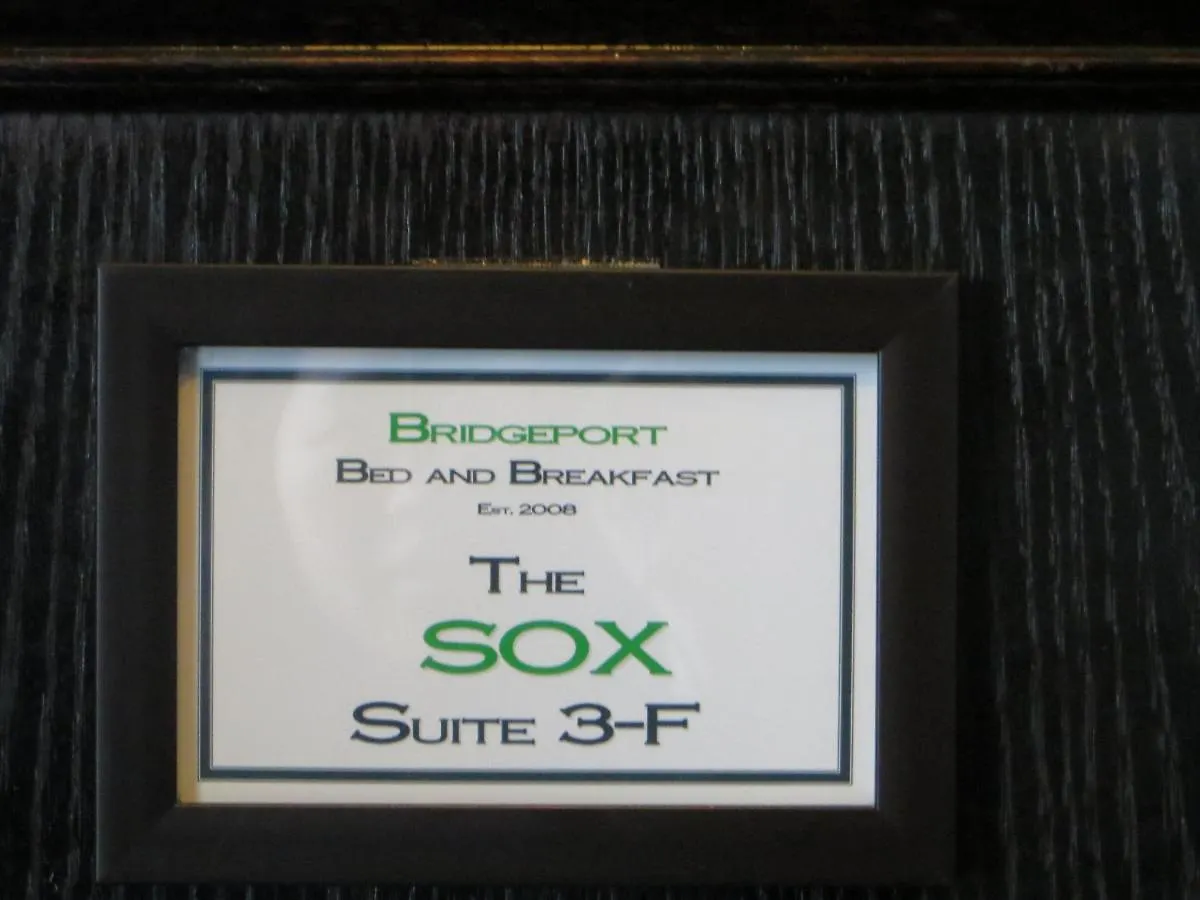 Bridgeport
Bed and Breakfast
Est. 2008
The
SOX
Suite 3-F